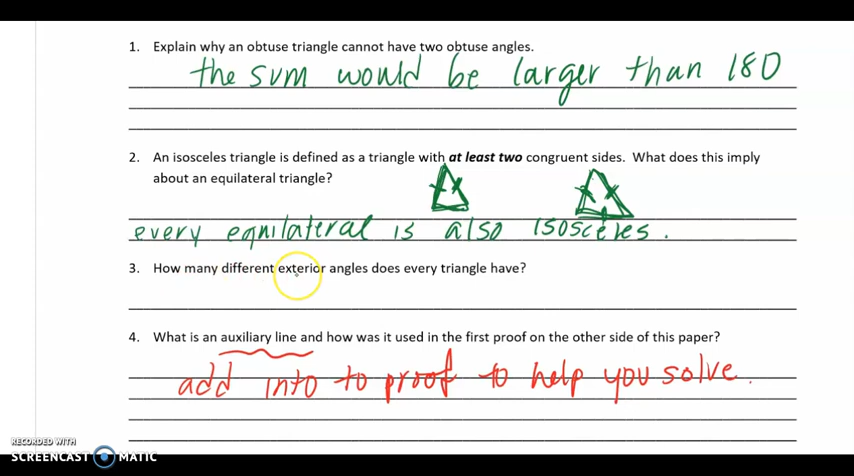 1. Explain why an obtuse triangle cannot have two obtuse angles.
the sum would be larger than 180
2. An isosceles triangle is defined as a triangle with at least two congruent sides. What does this imply
about an equilateral triangle?
every equilateral is also isosceles.
3. How many different exterior angles does every triangle have?
4. What is an auxiliary line and how was it used in the first proof on the other side of this paper?
add into to proof to help you solve.
RECORDED WITH
SCREENCAST MATIC